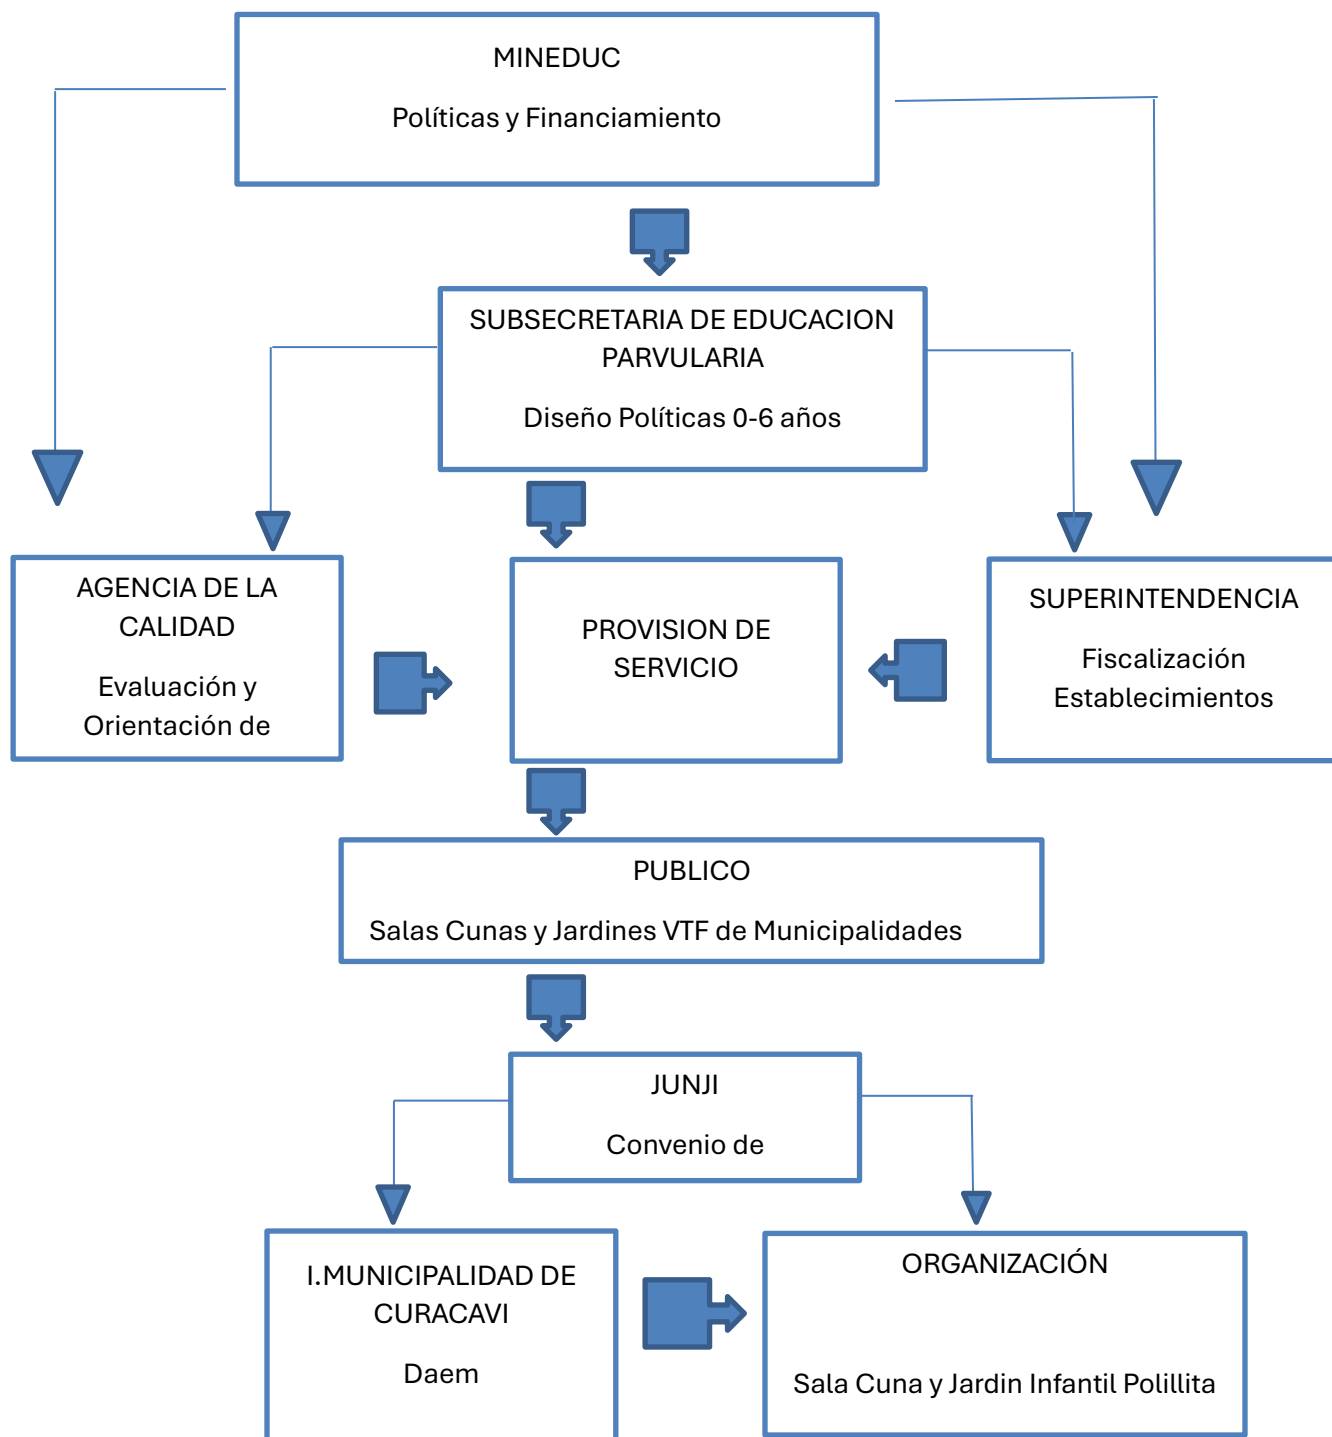 MINEDUC
Políticas y Financiamiento
SUBSECRETARIA DE EDUCACION
PARVULARIA
Diseño Políticas 0-6 años
AGENCIA DE LA
CALIDAD
Evaluación y
Orientación de
PROVISION DE
SERVICIO
SUPERINTENDENCIA
Fiscalización
Establecimientos
PUBLICO
Salas Cunas y Jardines VTF de Municipalidades
JUNJI
Convenio de
I.MUNICIPALIDAD DE
CURACAVI
Daem
ORGANIZACIÓN
Sala Cuna y Jardin Infantil Polillita